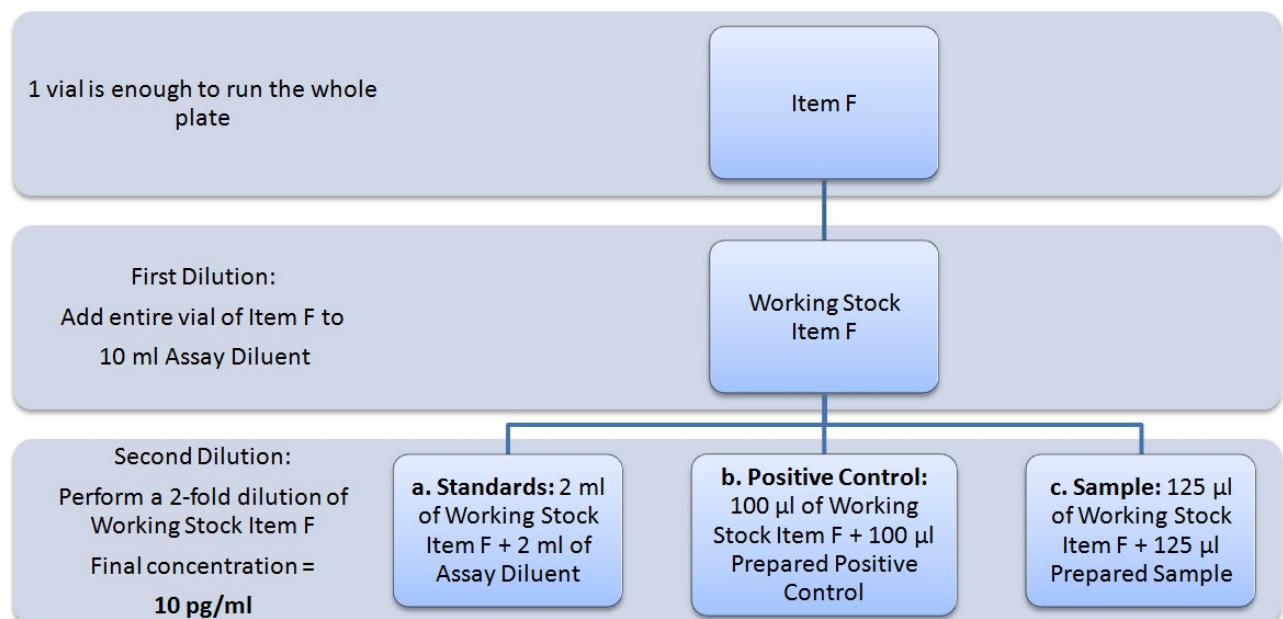 1 vial is enough to run the whole
plate
Item F
First Dilution:
Add entire vial of Item F to
10 ml Assay Diluent
Working Stock
Item F
Second Dilution:
Perform a 2-fold dilution of
Working Stock Item F
Final concentration =
10 pg/ml
a. Standards: 2 ml
of Working Stock
Item F + 2 ml of
Assay Diluent
b. Positive Control:
100 µl of Working
Stock Item F + 100 µl
Prepared Positive
Control
c. Sample: 125 µl
of Working Stock
Item F + 125 µl
Prepared Sample